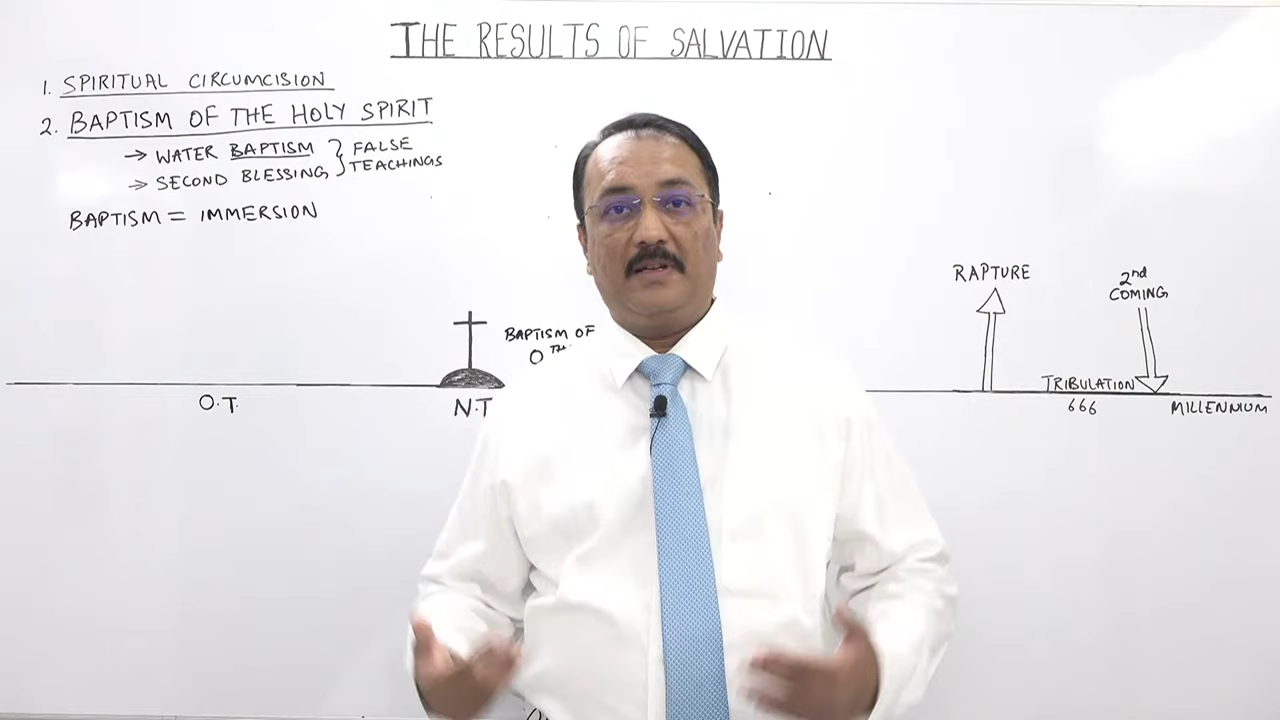 THE RESULTS OF SALVATION
1. SPIRITUAL CIRCUMCISION
2. BAPTISM OF THE HOLY SPIRIT
→ WATER BAPTISM } FALSE
→ SECOND BLESSING } TEACHINGS
BAPTISM = IMMERSION
BAPTISM OF
O.T.
N.T
RAPTURE
2nd
COMING
TRIBULATION
666
MILLENNIUM